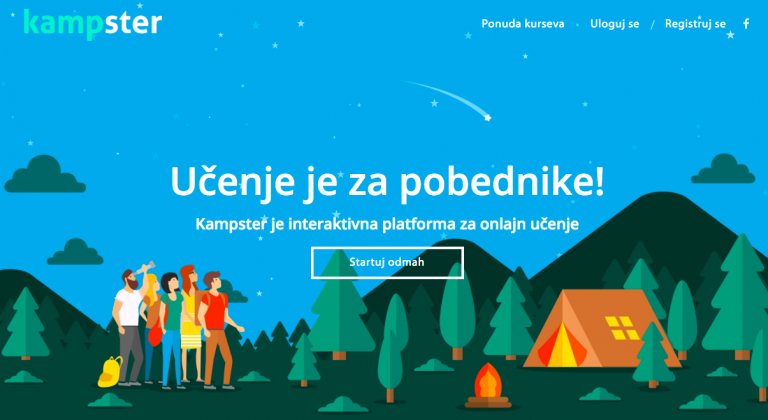 kampster
Ponuda kurseva
Uloguj se / Registruj se f
Učenje je za pobednike!
Kampster je interaktivna platforma za onlajn učenje
Startuj odmah